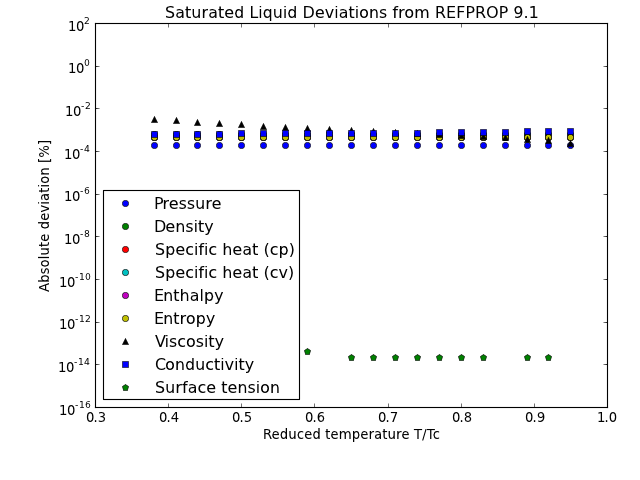 Saturated Liquid Deviations from REFPROP 9.1
10^2
10^0
10^-2
10^-4
10^-6
10^-8
10^-10
10^-12
10^-14
10^-16
Absolute deviation [%]
Pressure
Density
Specific heat (cp)
Specific heat (cv)
Enthalpy
Entropy
Viscosity
Conductivity
Surface tension
0.3 0.4 0.5 0.6 0.7 0.8 0.9 1.0
Reduced temperature T/Tc